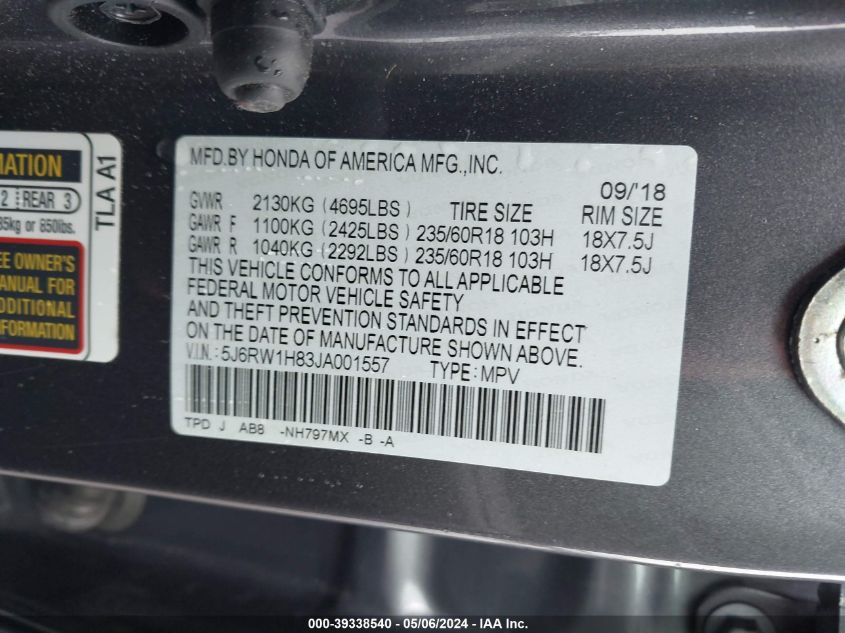 MATION
2 REAR 3
35kg or 850lbs.
EE OWNER'S
ANUAL FOR
ADDITIONAL
NFORMATION
TLA A1
MFD.BY HONDA OF AMERICA MFG.,INC.
09/'18
GVWR 2130KG (4695LBS) TIRE SIZE RIM SIZE
GAWR F 1100KG (2425LBS) 235/60R18 103H 18X7.5J
GAWR R 1040KG (2292LBS) 235/60R18 103H 18X7.5J
THIS VEHICLE CONFORMS TO ALL APPLICABLE
FEDERAL MOTOR VEHICLE SAFETY
AND THEFT PREVENTION STANDARDS IN EFFECT
ON THE DATE OF MANUFACTURE SHOWN ABOVE.
V.I.N.: 5J6RW1H83JA001557 TYPE: MPV
TPD J AB8 -NH797MX -B -A
000-39338540 - 05/06/2024 - IAAI Inc.